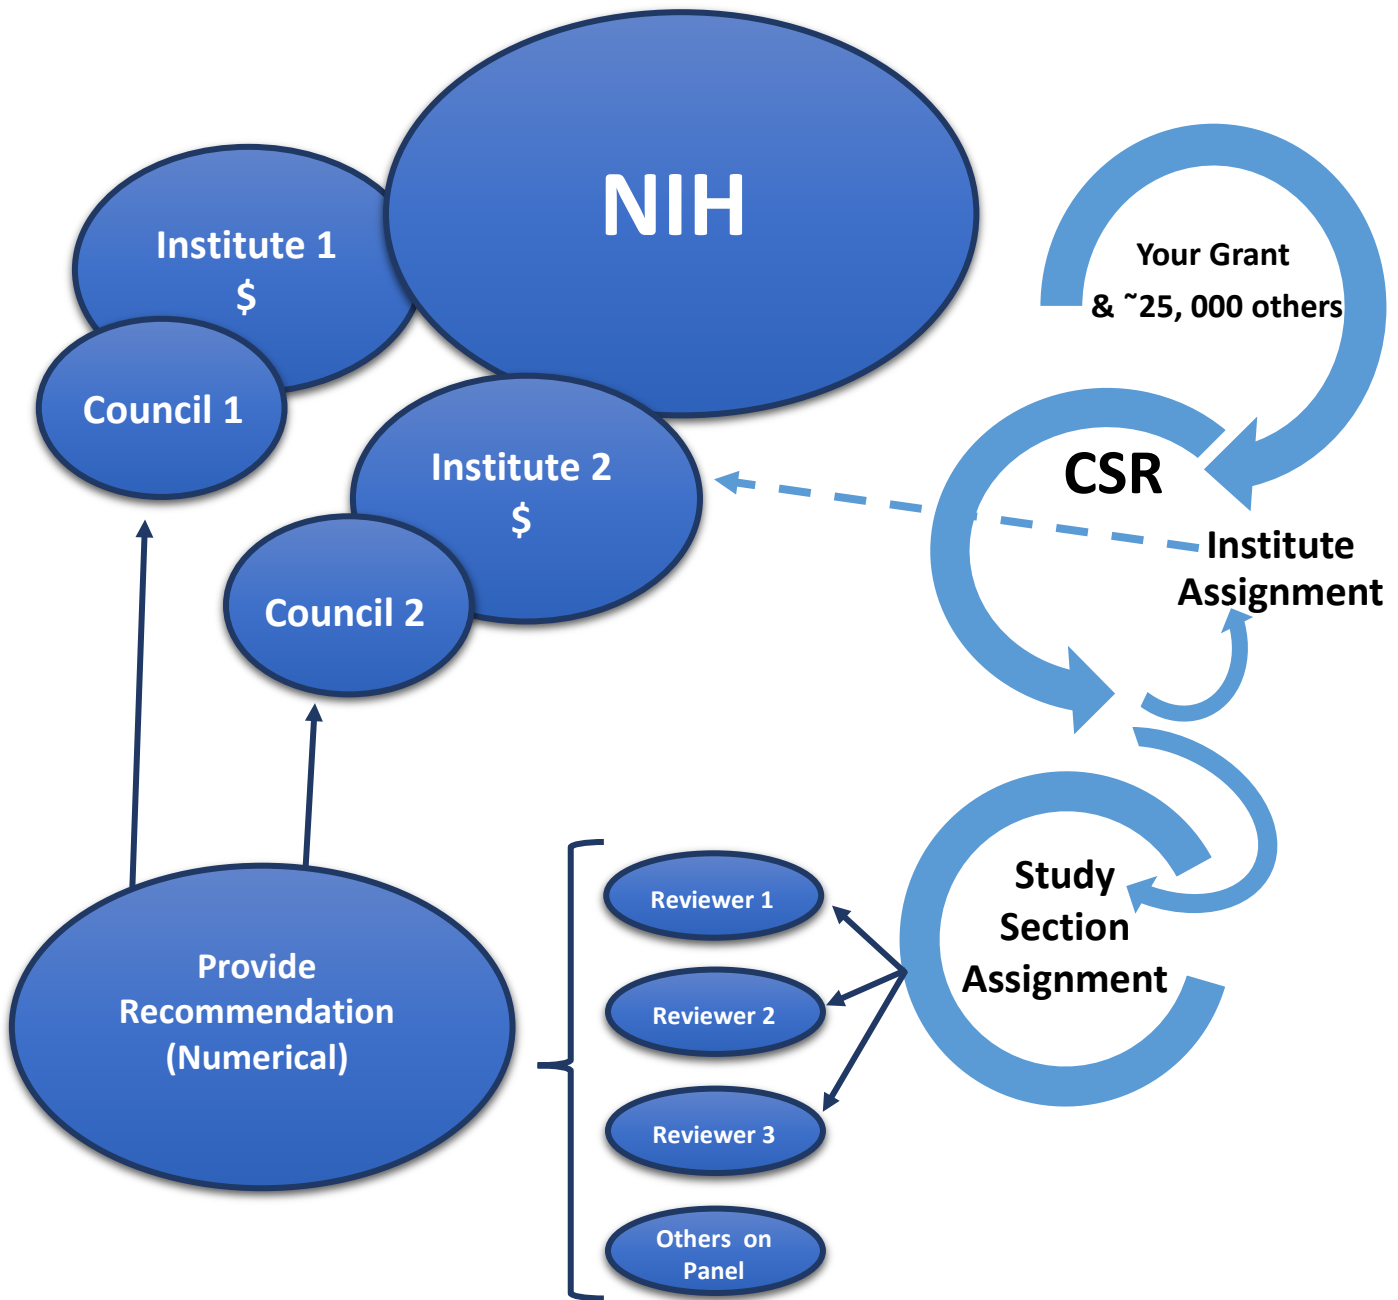 NIH
Institute 1
$
Council 1
Institute 2
$
Council 2
Your Grant
& ~25, 000 others
CSR
Institute
Assignment
Study
Section
Assignment
Reviewer 1
Reviewer 2
Reviewer 3
Others  on
Panel
Provide
Recommendation
(Numerical)